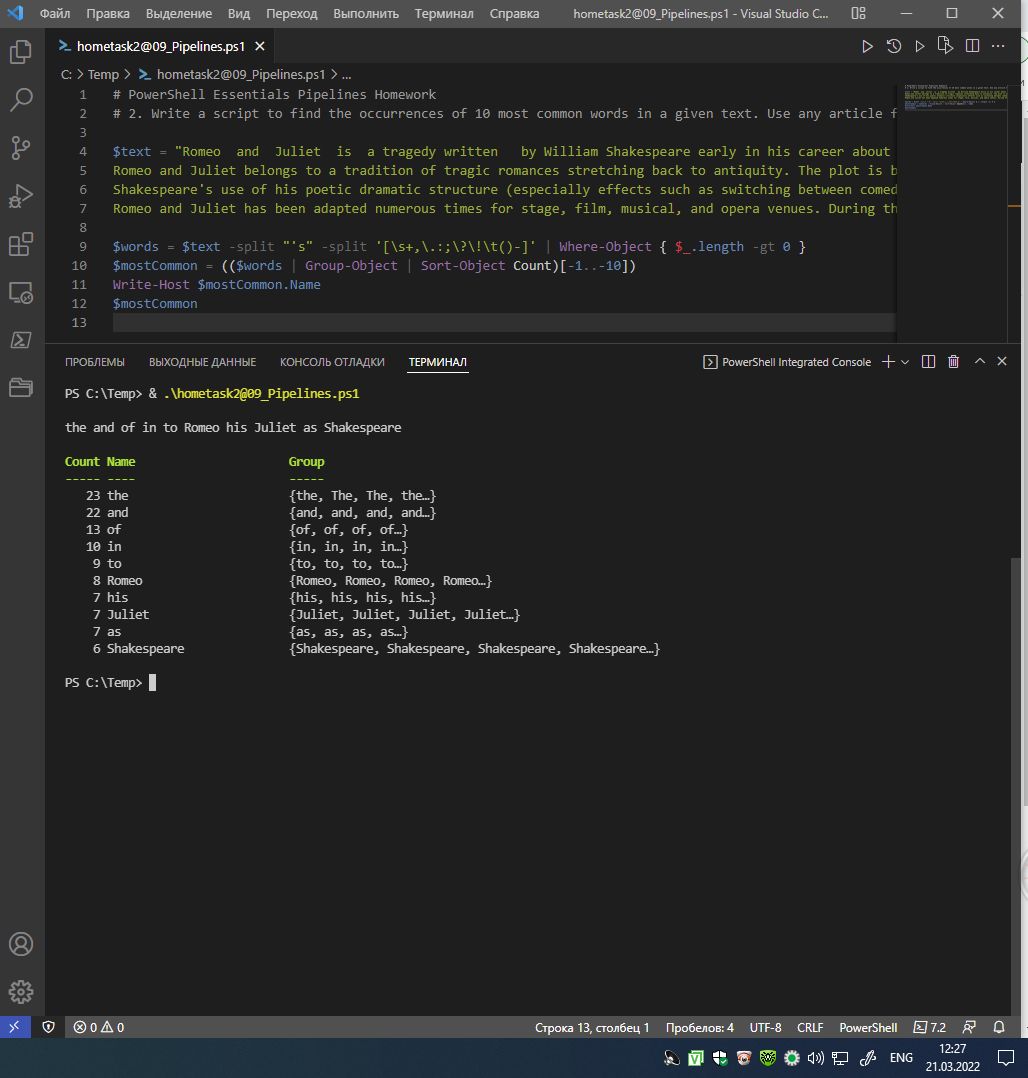 Файл Правка Выделение Вид Переход Выполнить Терминал Справка hometask2@09_Pipelines.ps1 - Visual Studio C...
hometask2@09_Pipelines.ps1
C: > Temp > hometask2@09_Pipelines.ps1 > ...
1 # PowerShell Essentials Pipelines Homework
2 # 2. Write a script to find the occurrences of 10 most common words in a given text. Use any article f
3
4 $text = "Romeo  and  Juliet  is  a tragedy written   by William Shakespeare early in his career about
5 Romeo and Juliet belongs to a tradition of tragic romances stretching back to antiquity. The plot is b
6 Shakespeare's use of his poetic dramatic structure (especially effects such as switching between comed
7 Romeo and Juliet has been adapted numerous times for stage, film, musical, and opera venues. During th
8
9 $words = $text -split "'s" -split '[\s+,\.:;\?\!\t()-]' | Where-Object { $_.length -gt 0 }
10 $mostCommon = (($words | Group-Object | Sort-Object Count)[-1..-10])
11 Write-Host $mostCommon.Name
12 $mostCommon
13
ПРОБЛЕМЫ ВЫХОДНЫЕ ДАННЫЕ КОНСОЛЬ ОТЛАДКИ ТЕРМИНАЛ PowerShell Integrated Console
PS C:\Temp> & .\hometask2@09_Pipelines.ps1
the and of in to Romeo his Juliet as Shakespeare
Count Name Group
----- ---- -----
23 the {the, The, The, the…}
22 and {and, and, and, and…}
13 of {of, of, of, of…}
10 in {in, in, in, in…}
9 to {to, to, to, to…}
8 Romeo {Romeo, Romeo, Romeo, Romeo…}
7 his {his, his, his, his…}
7 Juliet {Juliet, Juliet, Juliet, Juliet…}
7 as {as, as, as, as…}
6 Shakespeare {Shakespeare, Shakespeare, Shakespeare, Shakespeare…}
PS C:\Temp>
0 0 Строка 13, столбец 1 Пробелов: 4 UTF-8 CRLF PowerShell 7.2
ENG 12:27
21.03.2022